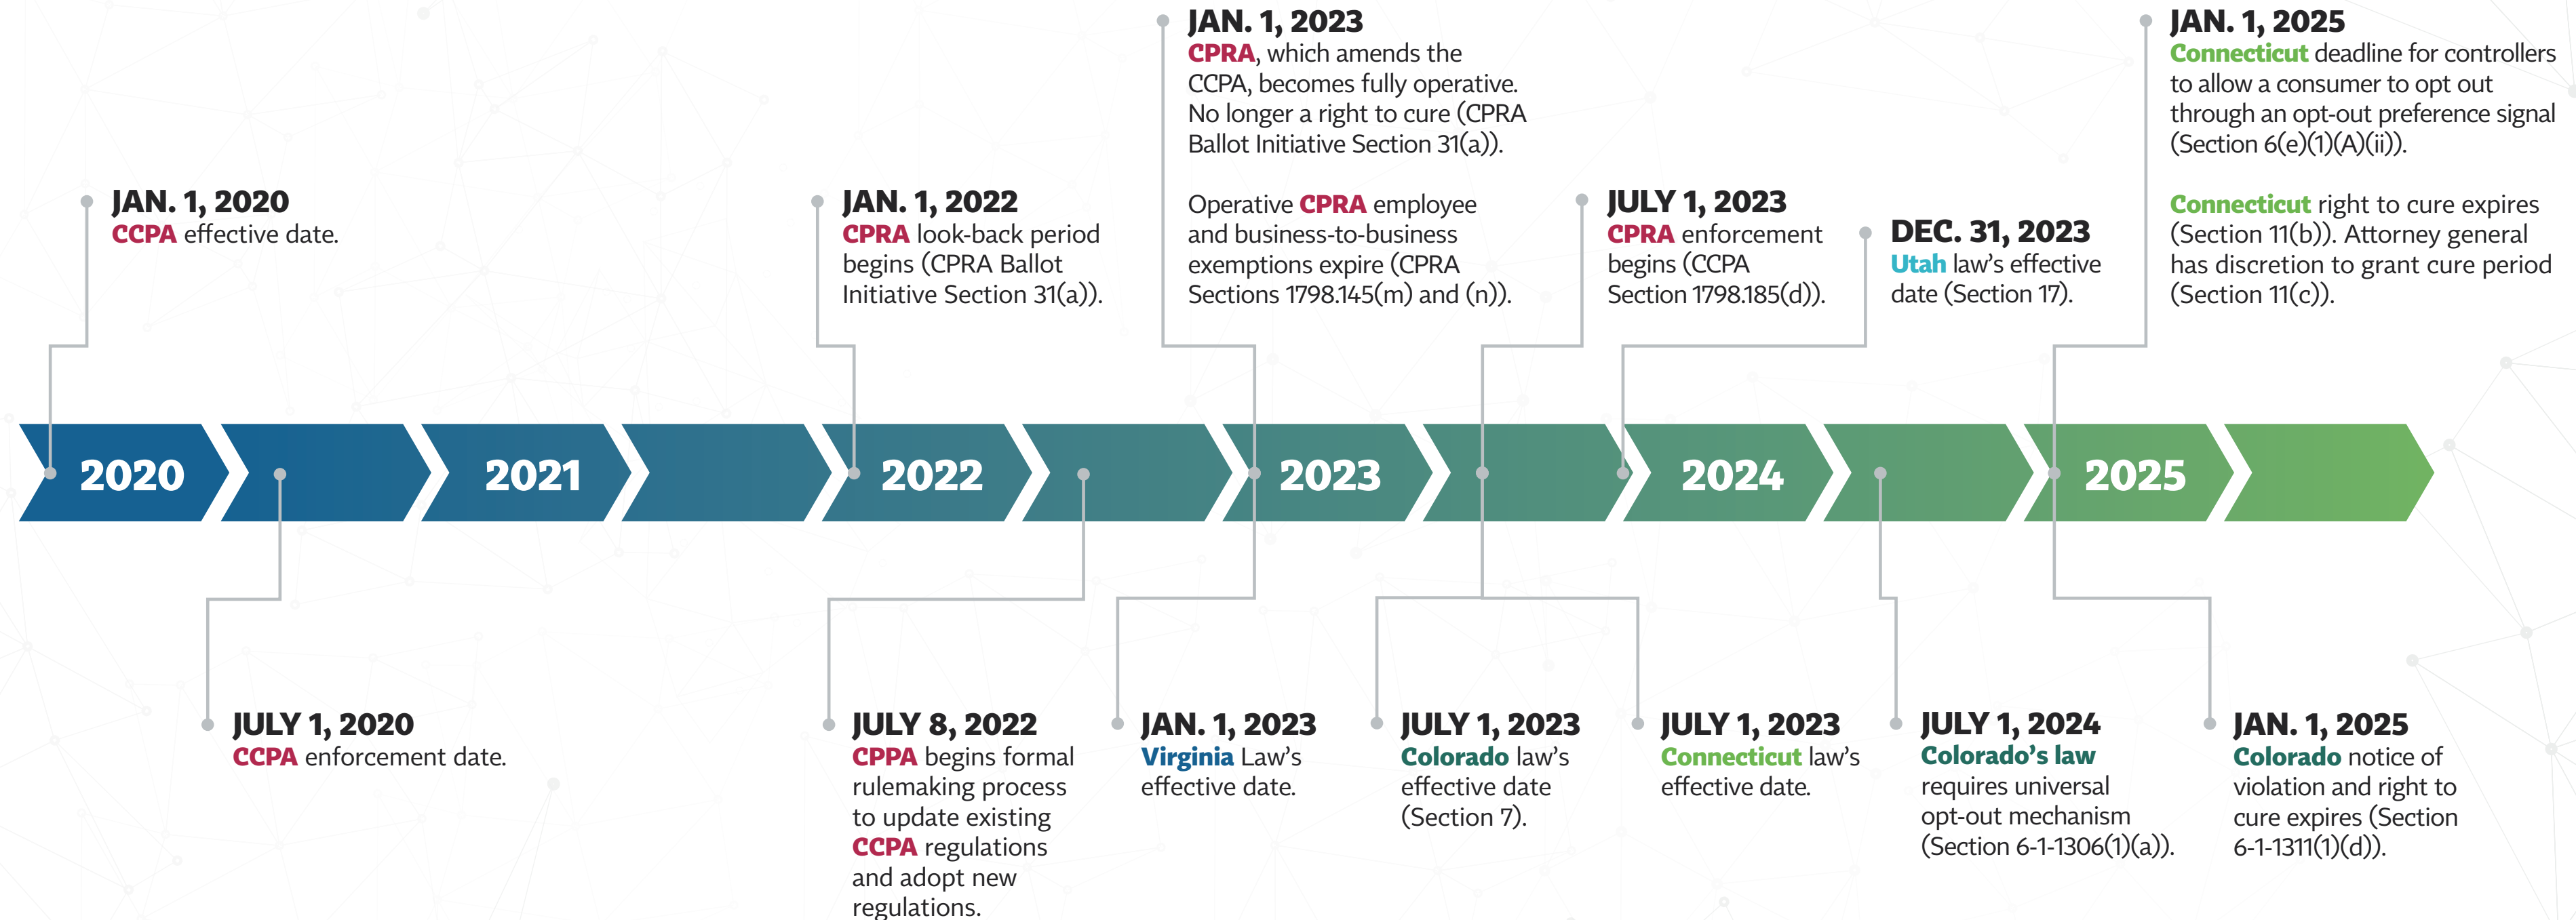 JAN. 1, 2020
CCPA effective date.
JAN. 1, 2022
CPRA look-back period
begins (CPRA Ballot
Initiative Section 31(a)).
JAN. 1, 2023
CPRA, which amends the
CCPA, becomes fully operative.
No longer a right to cure (CPRA
Ballot Initiative Section 31(a)).
Operative CPRA employee
and business-to-business
exemptions expire (CPRA
Sections 1798.145(m) and (n)).
JULY 1, 2023
CPRA enforcement
begins (CCPA
Section 1798.185(d)).
DEC. 31, 2023
Utah law’s effective
date (Section 17).
JAN. 1, 2025
Connecticut deadline for controllers
to allow a consumer to opt out
through an opt-out preference signal
(Section 6(e)(1)(A)(ii)).
Connecticut right to cure expires
(Section 11(b)). Attorney general
has discretion to grant cure period
(Section 11(c)).
2020 2021 2022 2023 2024 2025
JULY 1, 2020
CCPA enforcement date.
JULY 8, 2022
CPPA begins formal
rulemaking process
to update existing
CCPA regulations
and adopt new
regulations.
JAN. 1, 2023
Virginia Law’s
effective date.
JULY 1, 2023
Colorado law’s
effective date
(Section 7).
JULY 1, 2023
Connecticut law’s
effective date.
JULY 1, 2024
Colorado’s law
requires universal
opt-out mechanism
(Section 6-1-1306(1)(a)).
JAN. 1, 2025
Colorado notice of
violation and right to
cure expires (Section
6-1-1311(1)(d)).